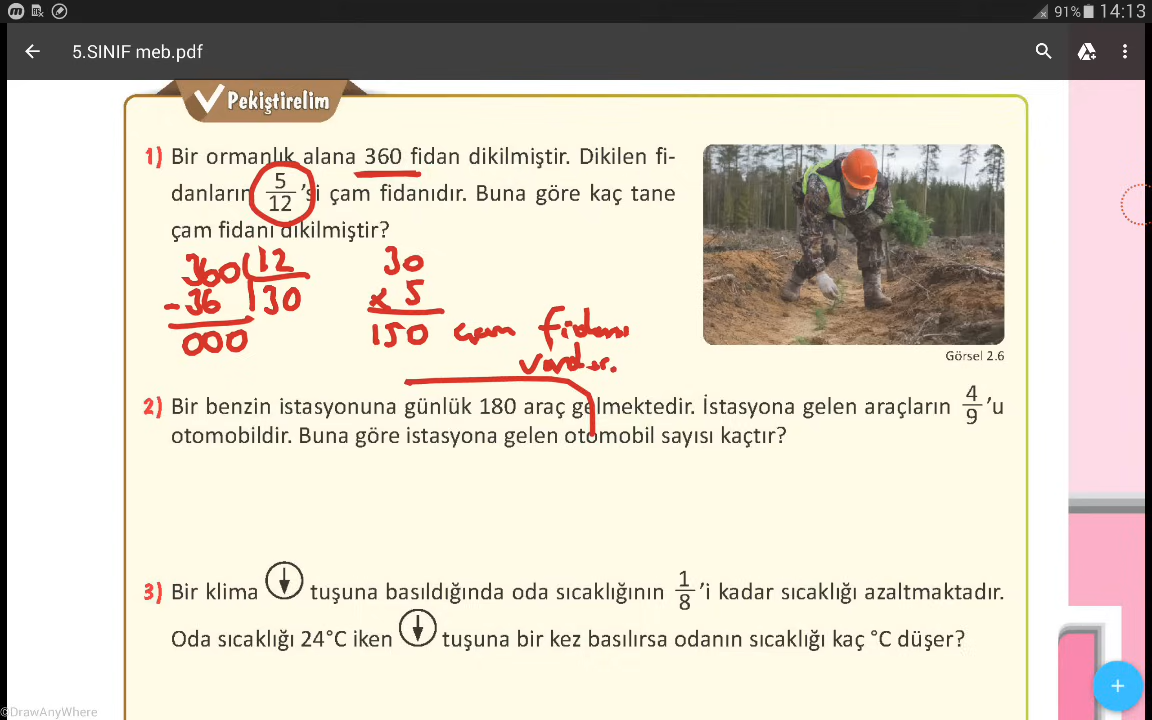 91% 14:13
5.SINIF meb.pdf
Pekiştirelim
1) Bir ormanlık alana 360 fidan dikilmiştir. Dikilen fi-
danların 5/12 'si çam fidanıdır. Buna göre kaç tane
çam fidanı dikilmiştir?
360 12
-36 30
000
30
x 5
150 çam fidanı
vardır.
Görsel 2.6
2) Bir benzin istasyonuna günlük 180 araç gelmektedir. İstasyona gelen araçların 4/9 'u
otomobildir. Buna göre istasyona gelen otomobil sayısı kaçtır?
3) Bir klima ↓ tuşuna basıldığında oda sıcaklığının 1/8 'i kadar sıcaklığı azaltmaktadır.
Oda sıcaklığı 24°C iken ↓ tuşuna bir kez basılırsa odanın sıcaklığı kaç °C düşer?
©DrawAnyWhere